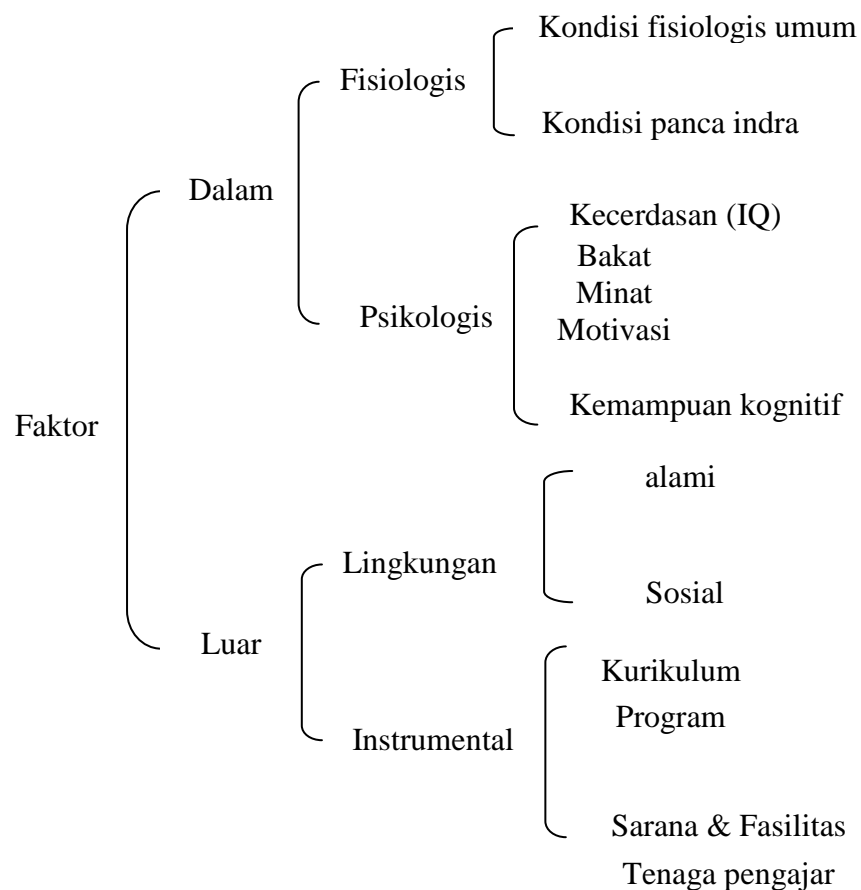 Kondisi fisiologis umum
Fisiologis
Kondisi panca indra
Dalam
Kecerdasan (IQ)
Bakat
Minat
Psikologis
Motivasi
Kemampuan kognitif
Faktor
alami
Lingkungan
Sosial
Luar
Kurikulum
Program
Instrumental
Sarana & Fasilitas
Tenaga pengajar